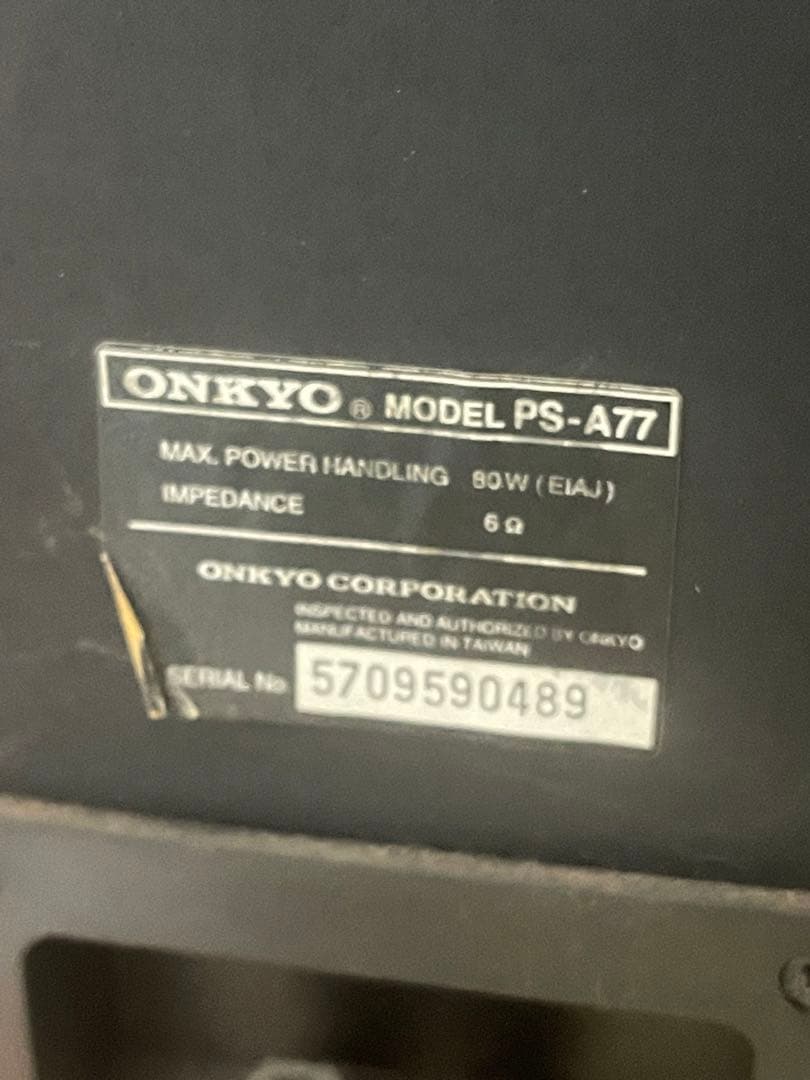 ONKYO® MODEL PS-A77
MAX. POWER HANDLING 80W (EIAJ)
IMPEDANCE 6Ω
ONKYO CORPORATION
INSPECTED AND AUTHORIZED BY ONKYO
MANUFACTURED IN TAIWAN
SERIAL No 5709590489